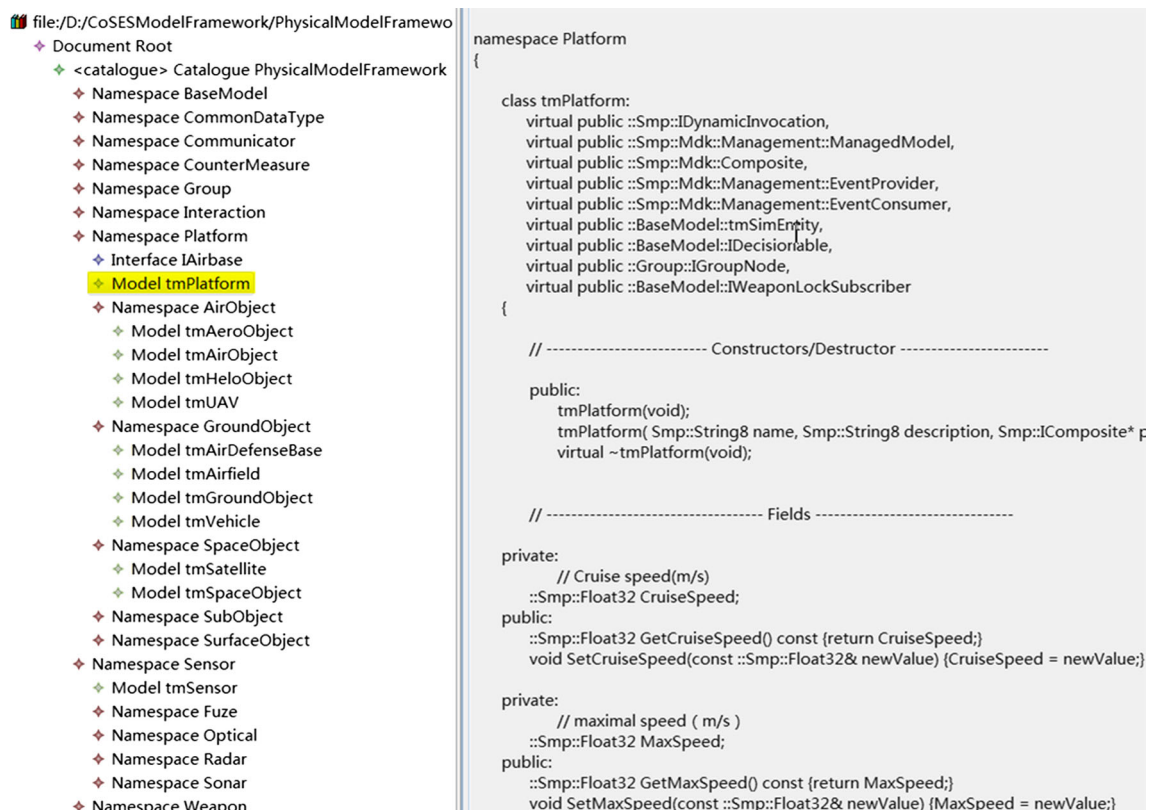 file:/D:/CoSESModelFramework/PhysicalModelFramewo
Document Root
<catalogue> Catalogue PhysicalModelFramework
Namespace BaseModel
Namespace CommonDataType
Namespace Communicator
Namespace CounterMeasure
Namespace Group
Namespace Interaction
Namespace Platform
Interface IAirbase
Model tmPlatform
Namespace AirObject
Model tmAeroObject
Model tmAirObject
Model tmHeloObject
Model tmUAV
Namespace GroundObject
Model tmAirDefenseBase
Model tmAirfield
Model tmGroundObject
Model tmVehicle
Namespace SpaceObject
Model tmSatellite
Model tmSpaceObject
Namespace SubObject
Namespace SurfaceObject
Namespace Sensor
Model tmSensor
Namespace Fuze
Namespace Optical
Namespace Radar
Namespace Sonar
Namespace Weapon
namespace Platform
{
class tmPlatform:
virtual public ::Smp::IDynamicInvocation,
virtual public ::Smp::Mdk::Management::ManagedModel,
virtual public ::Smp::Mdk::Composite,
virtual public ::Smp::Mdk::Management::EventProvider,
virtual public ::Smp::Mdk::Management::EventConsumer,
virtual public ::BaseModel::tmSimEntity,
virtual public ::BaseModel::IDecisionable,
virtual public ::Group::IGroupNode,
virtual public ::BaseModel::IWeaponLockSubscriber
{
// -------------------------- Constructors/Destructor ------------------------
public:
tmPlatform(void);
tmPlatform( Smp::String8 name, Smp::String8 description, Smp::IComposite* p
virtual ~tmPlatform(void);
// ----------------------------------- Fields --------------------------------
private:
// Cruise speed(m/s)
::Smp::Float32 CruiseSpeed;
public:
::Smp::Float32 GetCruiseSpeed() const {return CruiseSpeed;}
void SetCruiseSpeed(const ::Smp::Float32& newValue) {CruiseSpeed = newValue;}
private:
// maximal speed ( m/s )
::Smp::Float32 MaxSpeed;
public:
::Smp::Float32 GetMaxSpeed() const {return MaxSpeed;}
void SetMaxSpeed(const ::Smp::Float32& newValue) {MaxSpeed = newValue;}